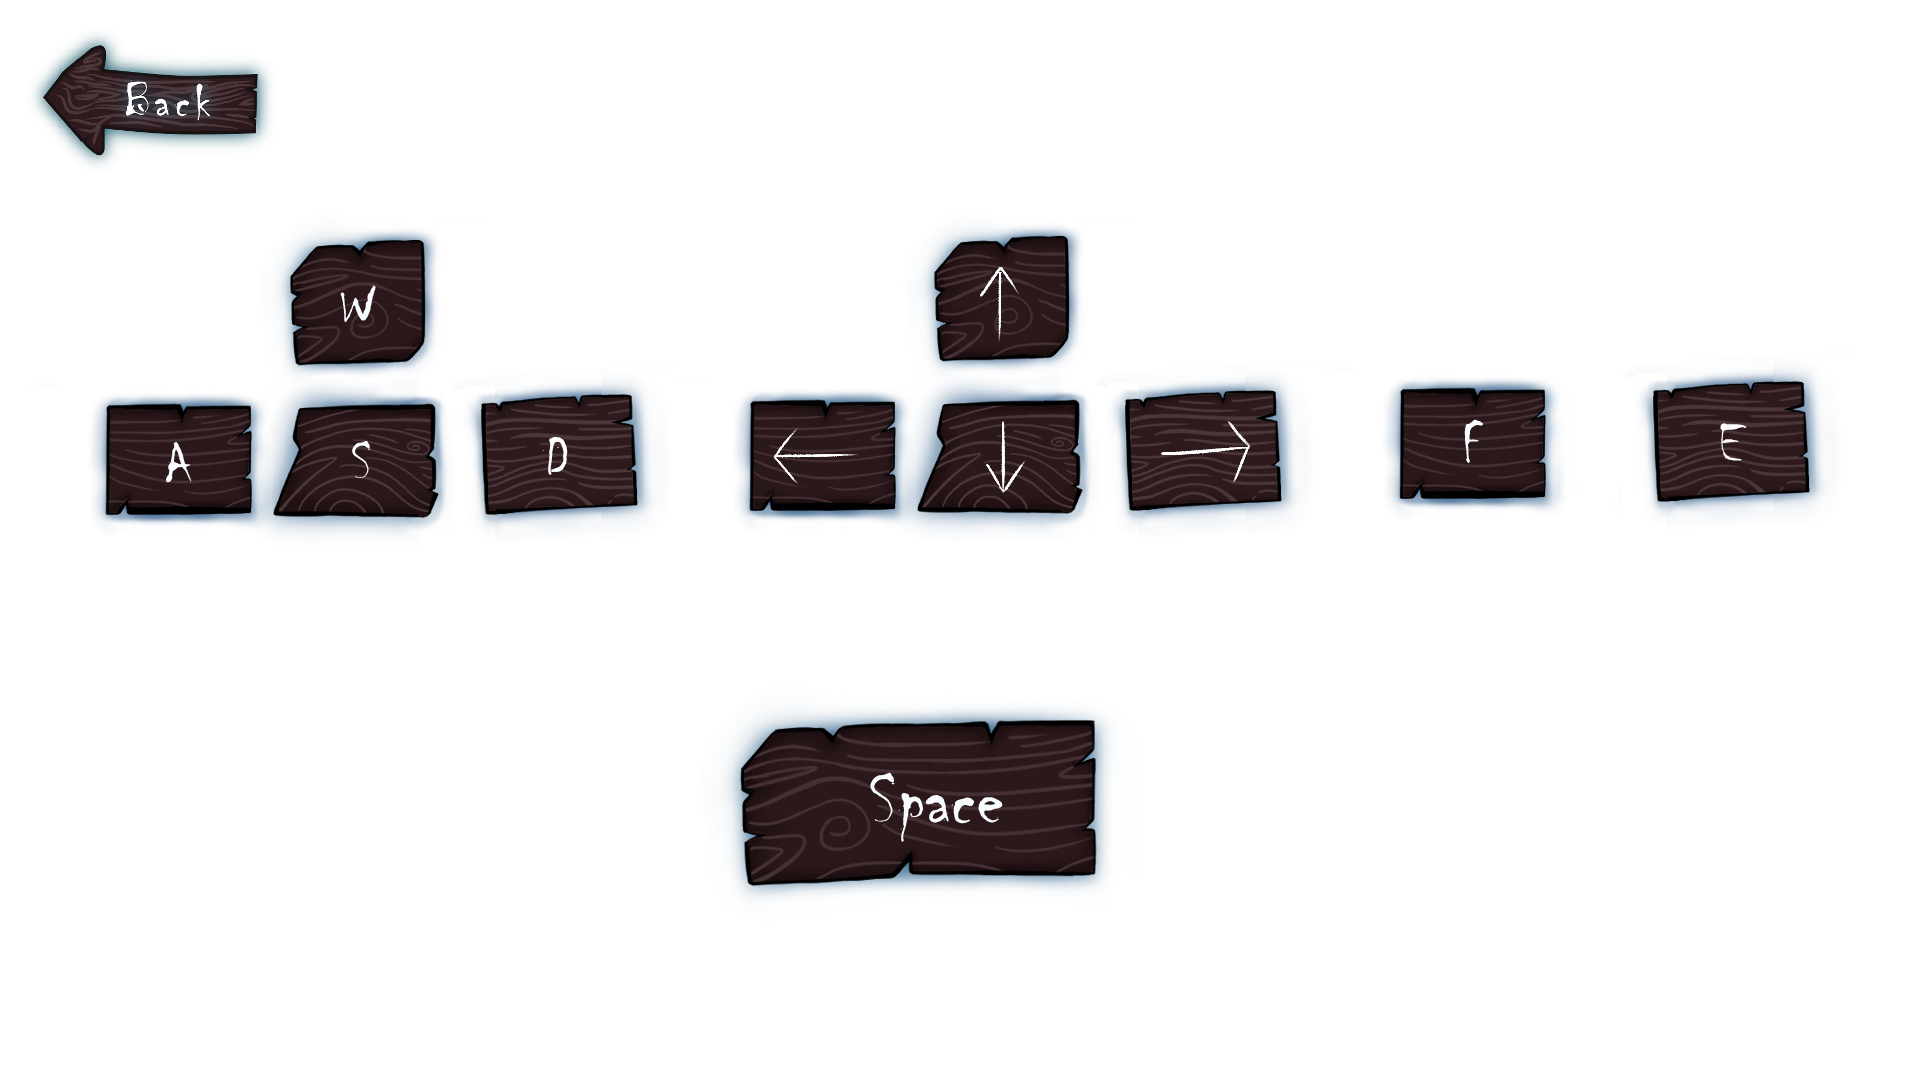 Back
W
↑
A S D ← ↓ → F E
Space